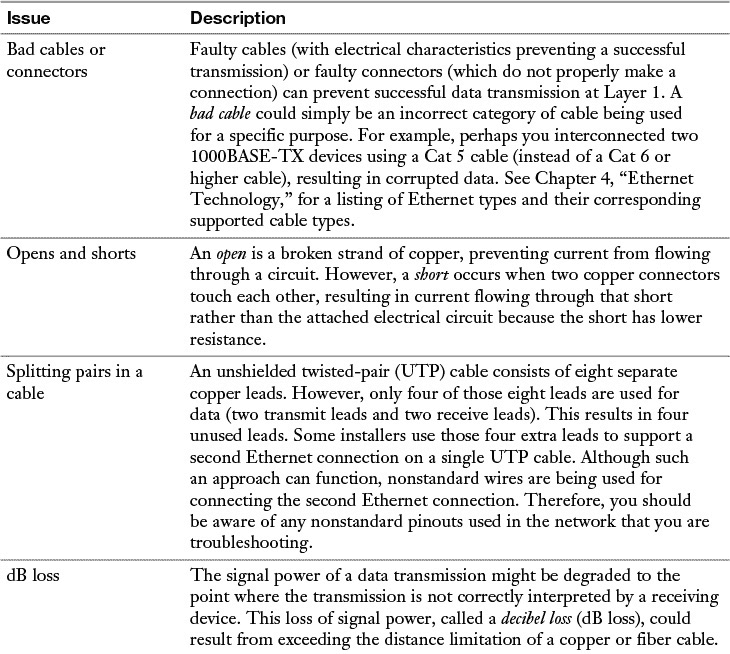 Issue Description
Bad cables or connectors
Faulty cables (with electrical characteristics preventing a successful
transmission) or faulty connectors (which do not properly make a
connection) can prevent successful data transmission at Layer 1. A
bad cable could simply be an incorrect category of cable being used
for a specific purpose. For example, perhaps you interconnected two
1000BASE-TX devices using a Cat 5 cable (instead of a Cat 6 or
higher cable), resulting in corrupted data. See Chapter 4, “Ethernet
Technology,” for a listing of Ethernet types and their corresponding
supported cable types.
Opens and shorts
An open is a broken strand of copper, preventing current from flowing
through a circuit. However, a short occurs when two copper connectors
touch each other, resulting in current flowing through that short
rather than the attached electrical circuit because the short has lower
resistance.
Splitting pairs in a
cable
An unshielded twisted-pair (UTP) cable consists of eight separate
copper leads. However, only four of those eight leads are used for
data (two transmit leads and two receive leads). This results in four
unused leads. Some installers use those four extra leads to support a
second Ethernet connection on a single UTP cable. Although such
an approach can function, nonstandard wires are being used for
connecting the second Ethernet connection. Therefore, you should
be aware of any nonstandard pinouts used in the network that you are
troubleshooting.
dB loss
The signal power of a data transmission might be degraded to the
point where the transmission is not correctly interpreted by a receiving
device. This loss of signal power, called a decibel loss (dB loss), could
result from exceeding the distance limitation of a copper or fiber cable.